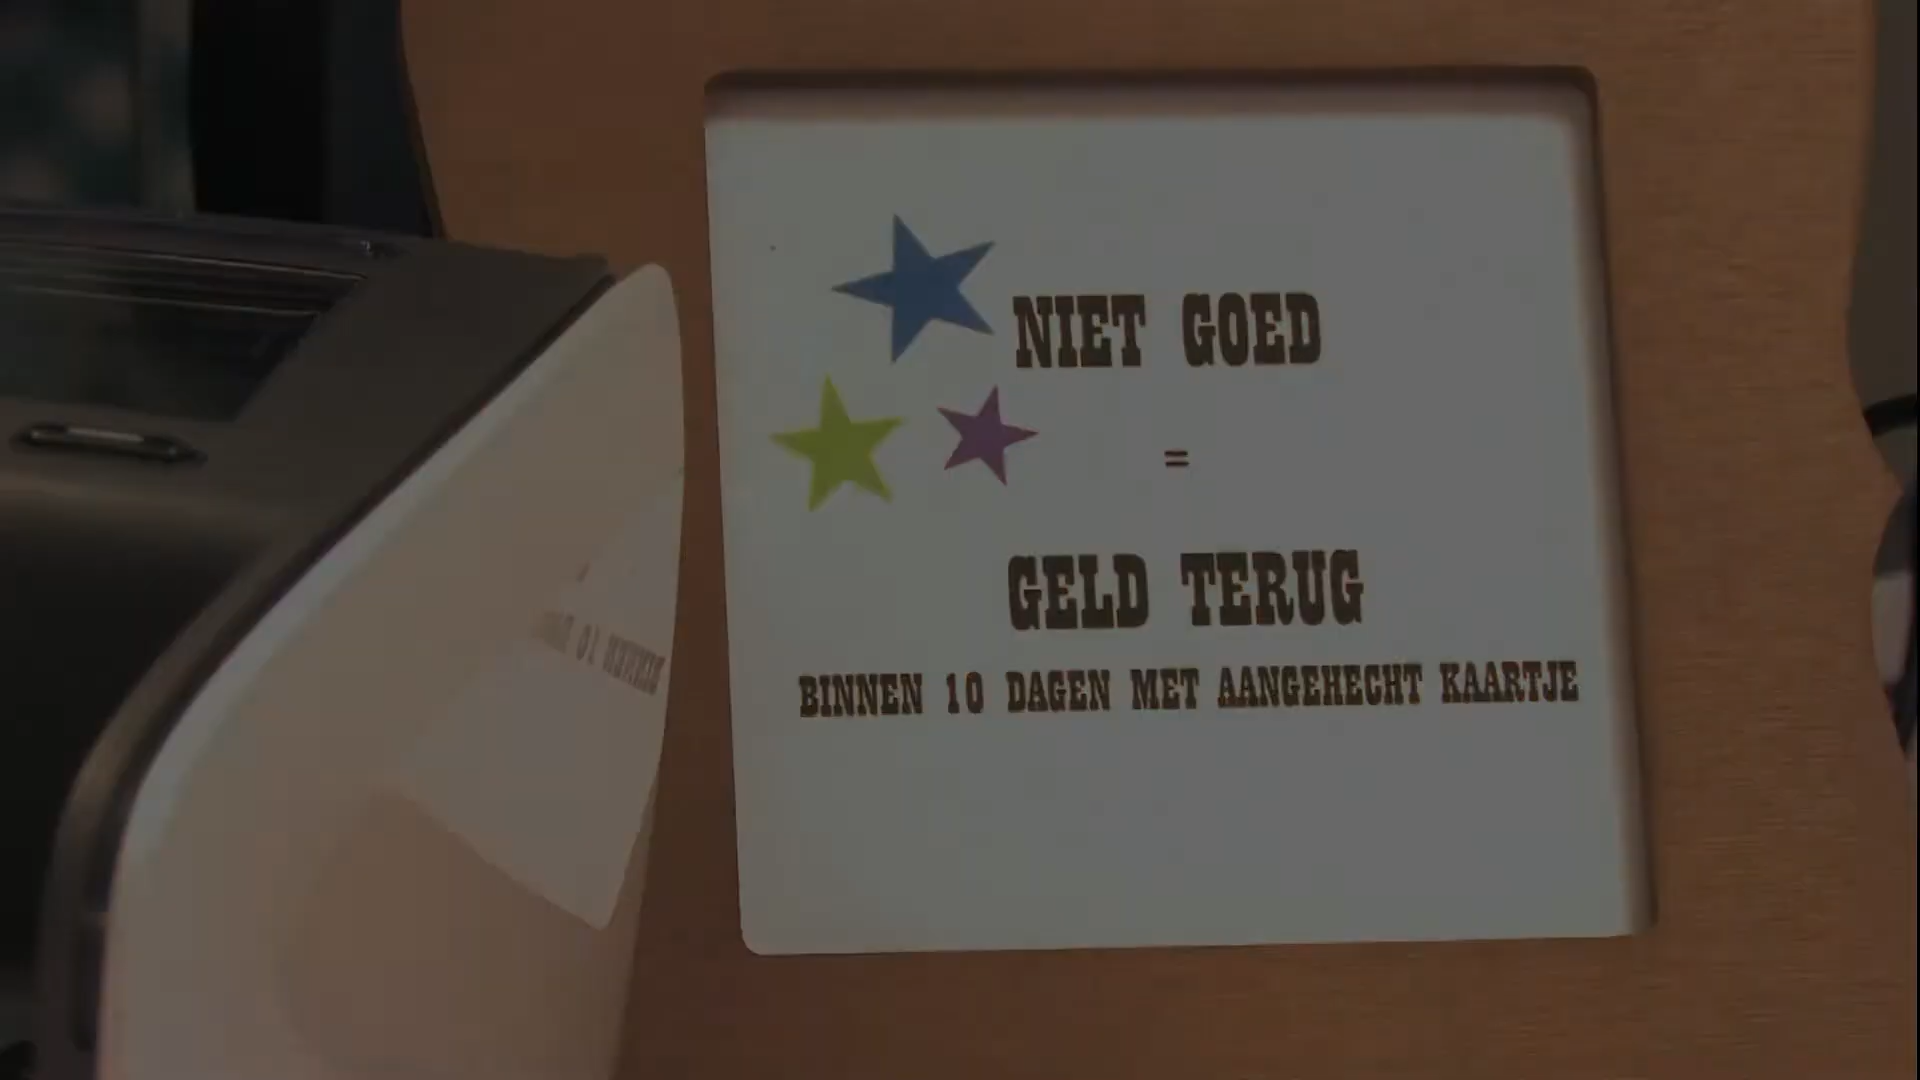 NIET GOED
=
GELD TERUG
BINNEN 10 DAGEN MET AANGEHECHT KAARTJE